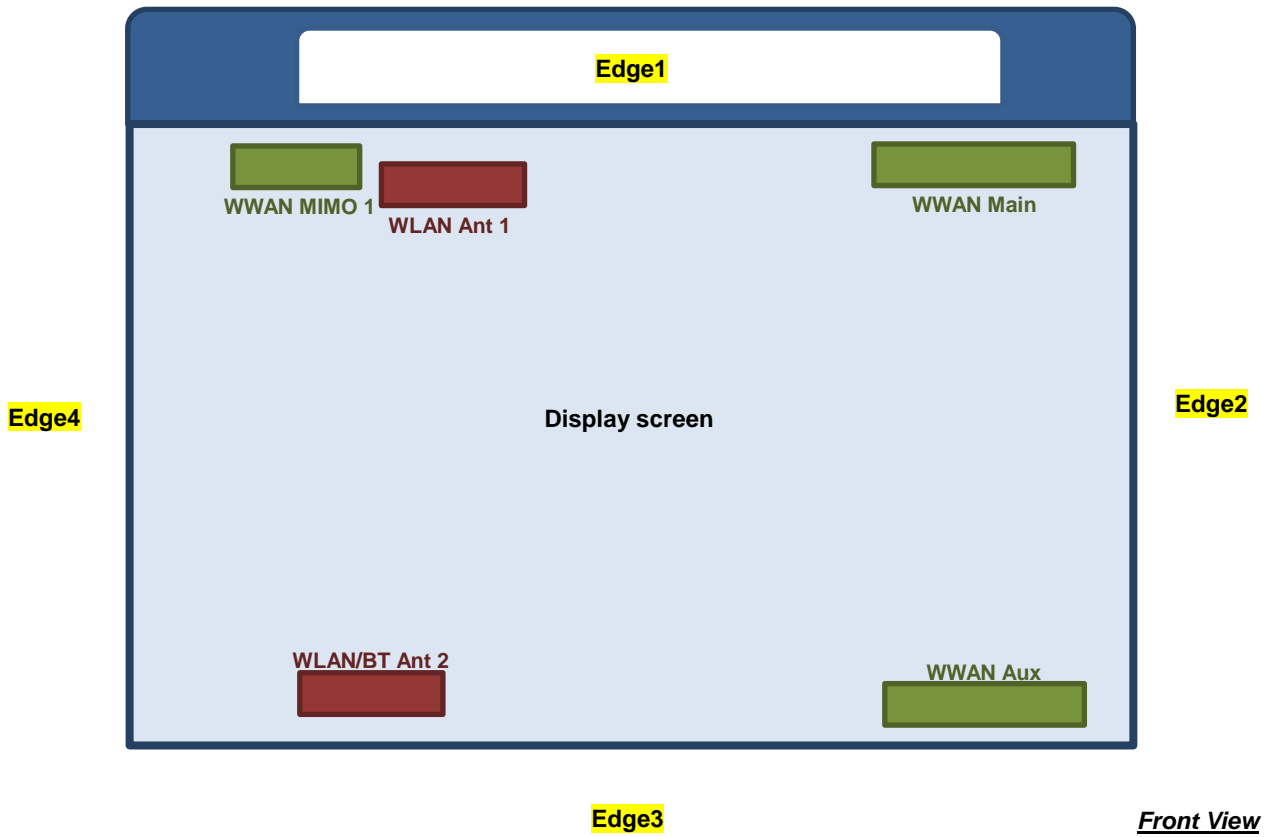 Edge1
WWAN MIMO 1
WLAN Ant 1
WWAN Main
Edge4
Display screen
Edge2
WLAN/BT Ant 2
WWAN Aux
Edge3
Front View